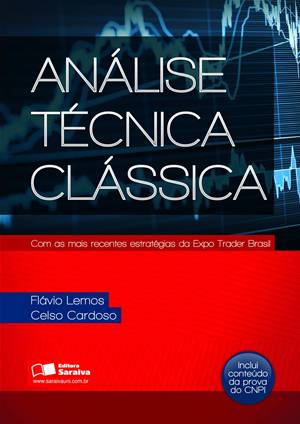 ANÁLISE
TÉCNICA
CLÁSSICA
Com as mais recentes estratégias da Expo Trader Brasil
Flávio Lemos
Celso Cardoso
Inclui
conteúdo
da prova
do CNPI
Editora
Saraiva
www.saraivauni.com.br